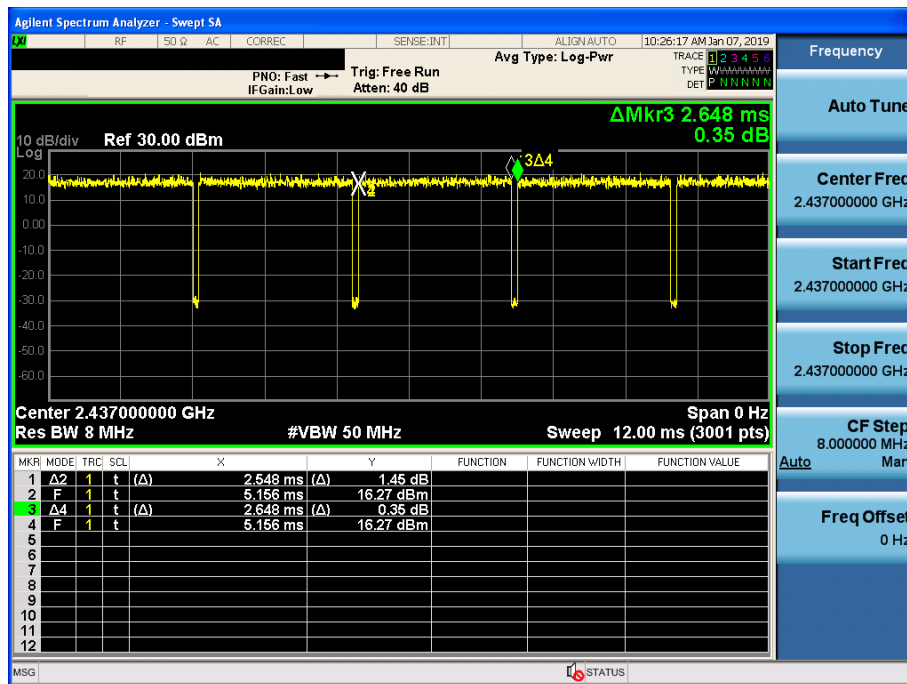 Agilent Spectrum Analyzer - Swept SA
LXI RF 50 Ω AC CORREC SENSE:INT ALIGN AUTO 10:26:17 AM Jan 07, 2019
Avg Type: Log-Pwr TRACE 1 2 3 4 5 6
PNO: Fast Trig: Free Run TYPE WWWWWW
IFGain:Low Atten: 40 dB DET P N N N N N
ΔMkr3 2.648 ms
0.35 dB
10 dB/div Ref 30.00 dBm
Log
3Δ4
20.0
2
10.0
0.00
-10.0
-20.0
-30.0
-40.0
-50.0
-60.0
Center 2.437000000 GHz Span 0 Hz
Res BW 8 MHz #VBW 50 MHz Sweep 12.00 ms (3001 pts)
MKR MODE TRC SCL X Y FUNCTION FUNCTION WIDTH FUNCTION VALUE
1 Δ2 1 t (Δ) 2.548 ms (Δ) 1.45 dB
2 F 1 t 5.156 ms 16.27 dBm
3 Δ4 1 t (Δ) 2.648 ms (Δ) 0.35 dB
4 F 1 t 5.156 ms 16.27 dBm
5
6
7
8
9
10
11
12
MSG STATUS
Frequency
Auto Tune
Center Freq
2.437000000 GHz
Start Freq
2.437000000 GHz
Stop Freq
2.437000000 GHz
CF Step
8.000000 MHz
Auto Man
Freq Offset
0 Hz